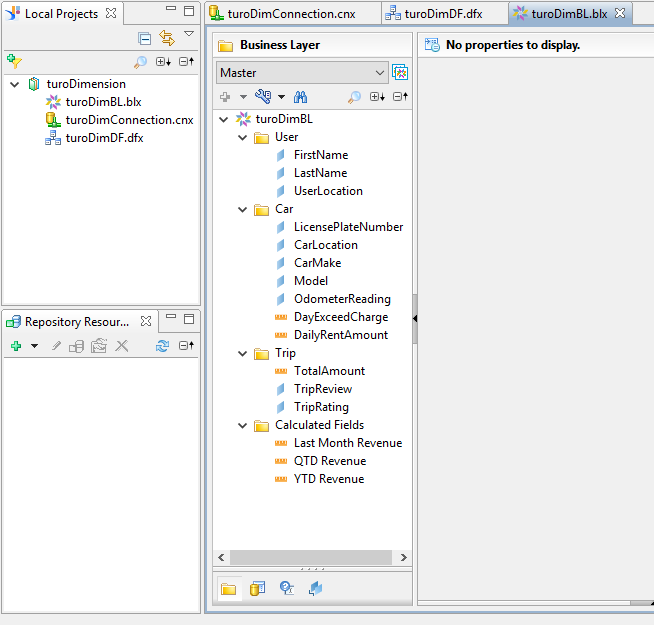 Local Projects
turoDimension
turoDimBL.blx
turoDimConnection.cnx
turoDimDF.dfx
Repository Resour...
turoDimConnection.cnx
turoDimDF.dfx
turoDimBL.blx
Business Layer
Master
turoDimBL
User
FirstName
LastName
UserLocation
Car
LicensePlateNumber
CarLocation
CarMake
Model
OdometerReading
DayExceedCharge
DailyRentAmount
Trip
TotalAmount
TripReview
TripRating
Calculated Fields
Last Month Revenue
QTD Revenue
YTD Revenue
No properties to display.